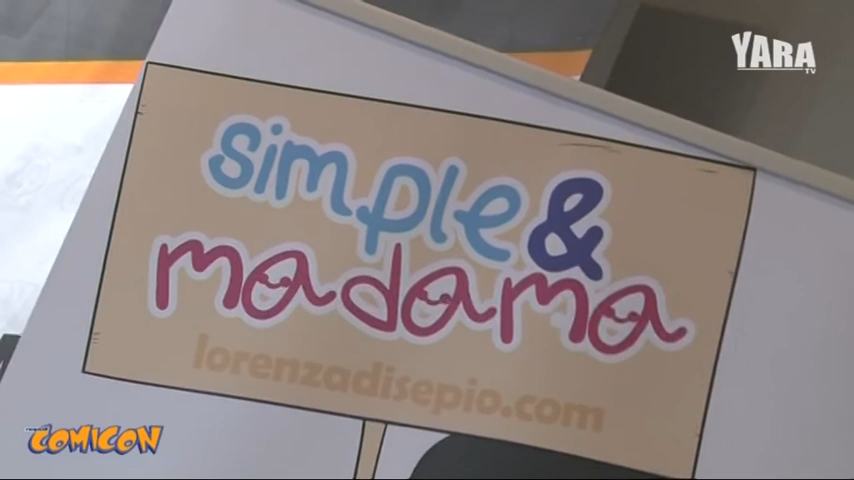 YARA
TV
simple &
madama
lorenzadisepio.com
COMICON